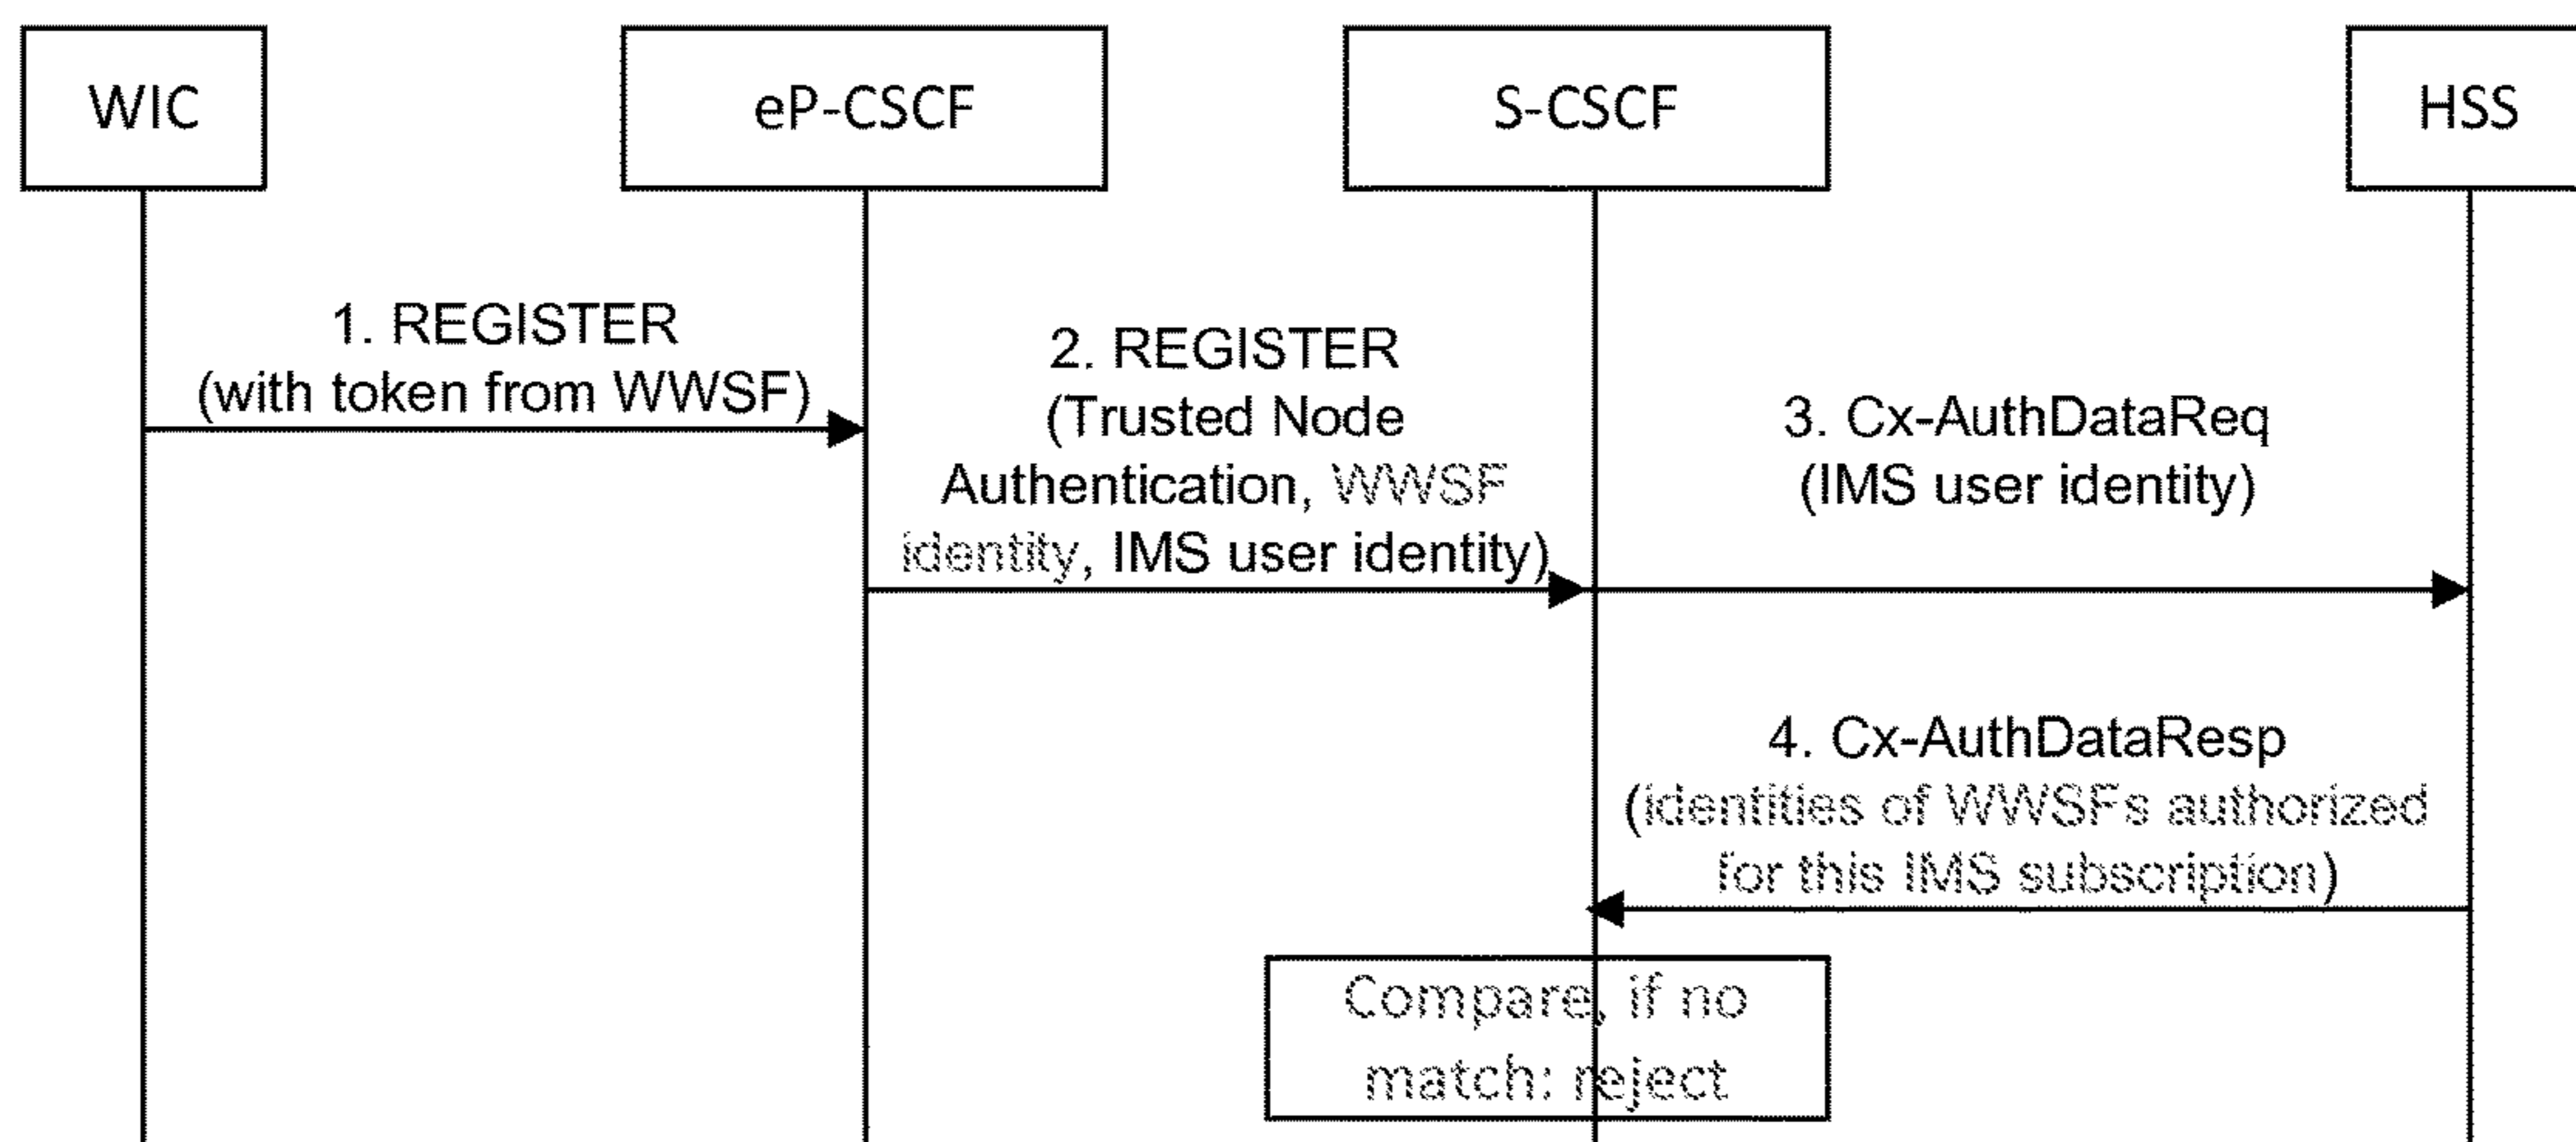 WIC
eP-CSCF
S-CSCF
HSS
1. REGISTER
(with token from WWSF)
2. REGISTER
(Trusted Node
Authentication, WWSF
identity, IMS user identity)
3. Cx-AuthDataReq
(IMS user identity)
4. Cx-AuthDataResp
(identities of WWSFs authorized
for this IMS subscription)
Compare, if no
match: reject